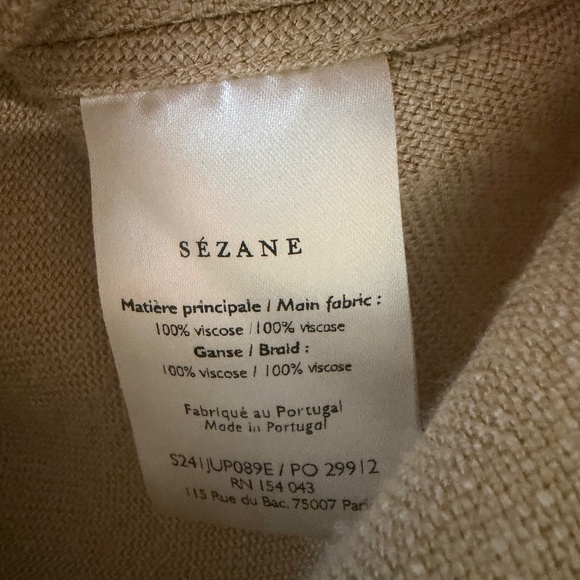 SÉZANE
Matière principale / Main fabric :
100% viscose / 100% viscose
Ganse / Braid :
100% viscose / 100% viscose
Fabriqué au Portugal
Made in Portugal
S241JUP089E / PO 29912
RN 154 043
115 Rue du Bac, 75007 Pari